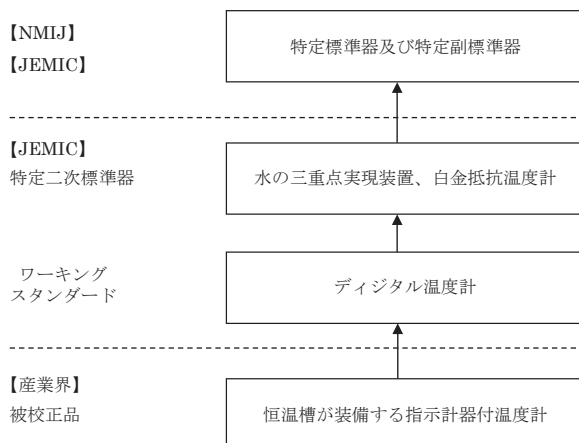 【NMIJ】
【JEMIC】
特定標準器及び特定副標準器
【JEMIC】
特定二次標準器
水の三重点実現装置、白金抵抗温度計
ワーキング
スタンダード
ディジタル温度計
【産業界】
被校正品
恒温槽が装備する指示計器付温度計